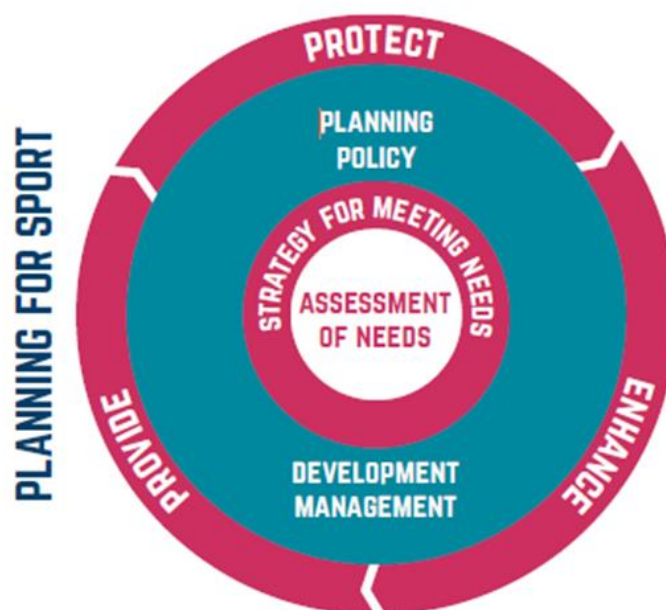 PLANNING FOR SPORT
PROTECT
PLANNING
POLICY
STRATEGY FOR MEETING NEEDS
ASSESSMENT
OF NEEDS
DEVELOPMENT
MANAGEMENT
PROVIDE
ENHANCE